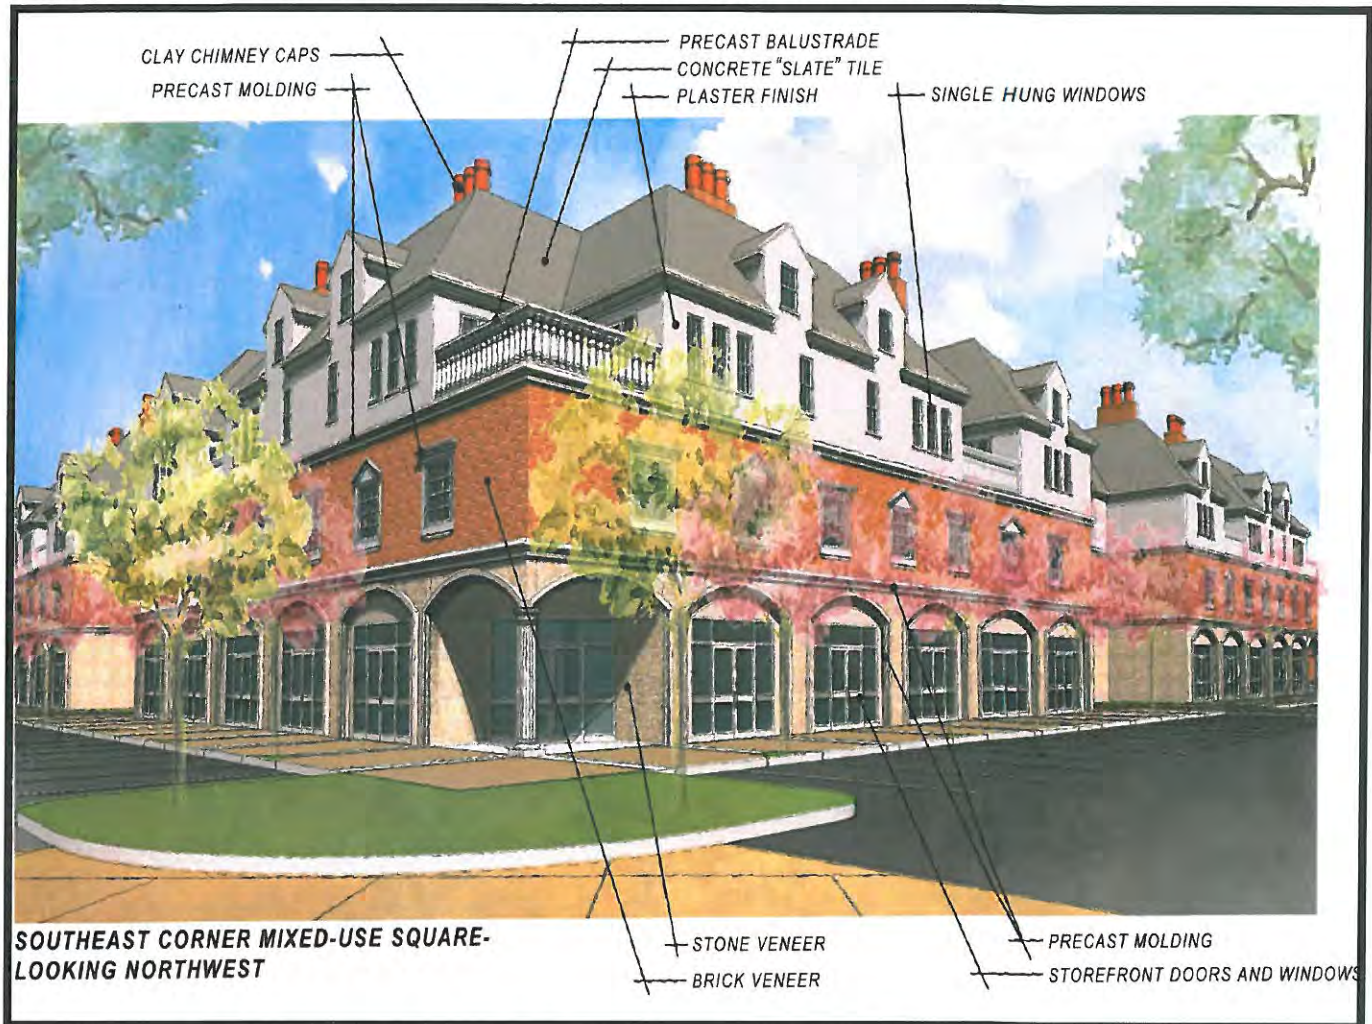 CLAY CHIMNEY CAPS
PRECAST MOLDING
PRECAST BALUSTRADE
CONCRETE "SLATE" TILE
PLASTER FINISH
SINGLE HUNG WINDOWS
SOUTHEAST CORNER MIXED-USE SQUARE-
LOOKING NORTHWEST
STONE VENEER
BRICK VENEER
PRECAST MOLDING
STOREFRONT DOORS AND WINDOWS